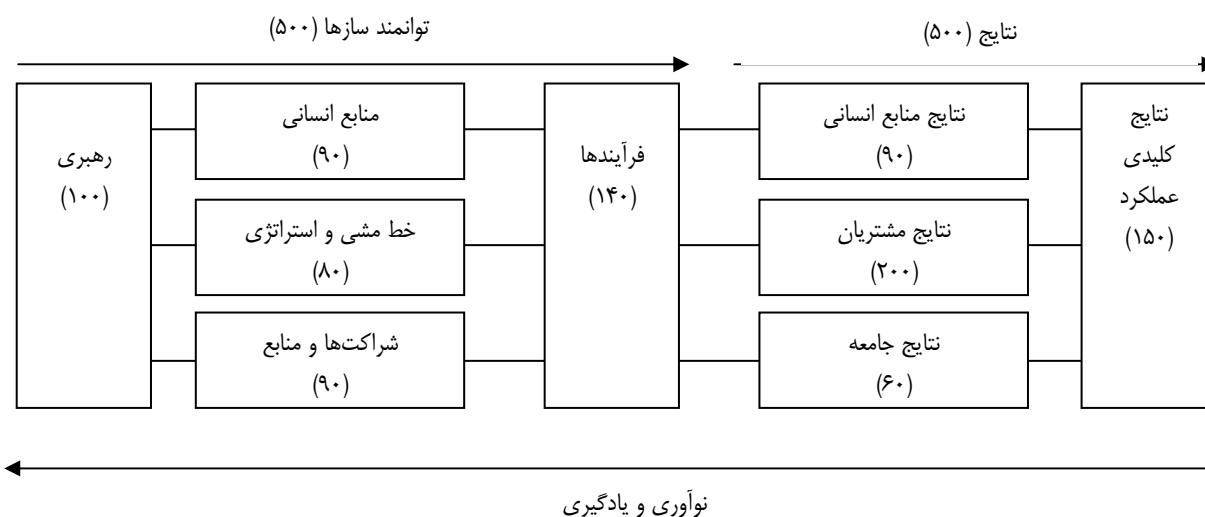 توانمند سازها (۵۰۰)
نتایج (۵۰۰)
رهبری
(۱۰۰)
منابع انسانی
(۹۰)
خط مشی و استراتژی
(۸۰)
شراکت‌ها و منابع
(۹۰)
فرآیندها
(۱۴۰)
نتایج منابع انسانی
(۹۰)
نتایج مشتریان
(۲۰۰)
نتایج جامعه
(۶۰)
نتایج
کلیدی
عملکرد
(۱۵۰)
نوآوری و یادگیری